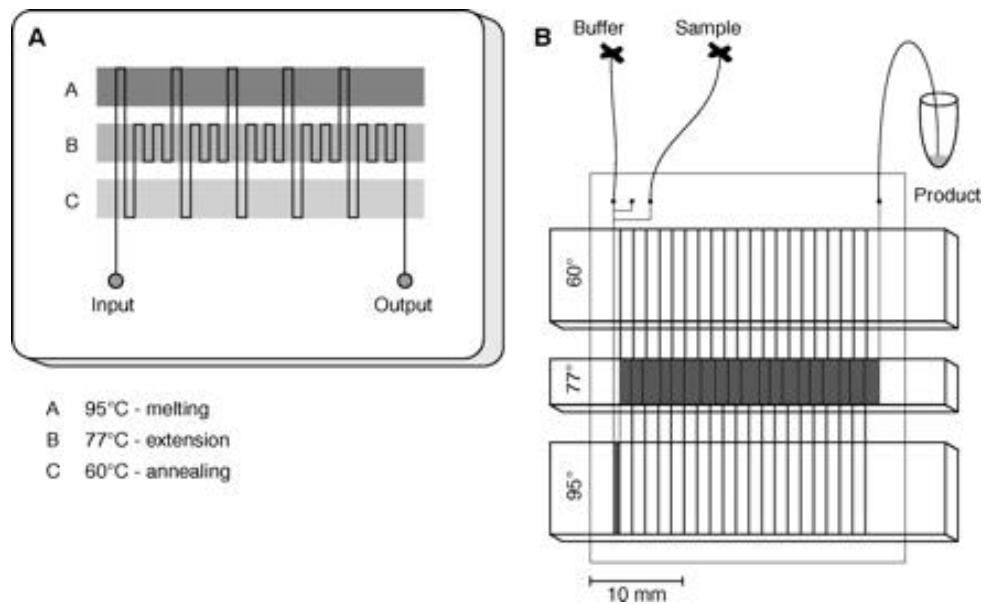 A
A
B
C
Input
Output
A 95°C - melting
B 77°C - extension
C 60°C - annealing
B
Buffer
Sample
Product
60°
77°
95°
10 mm